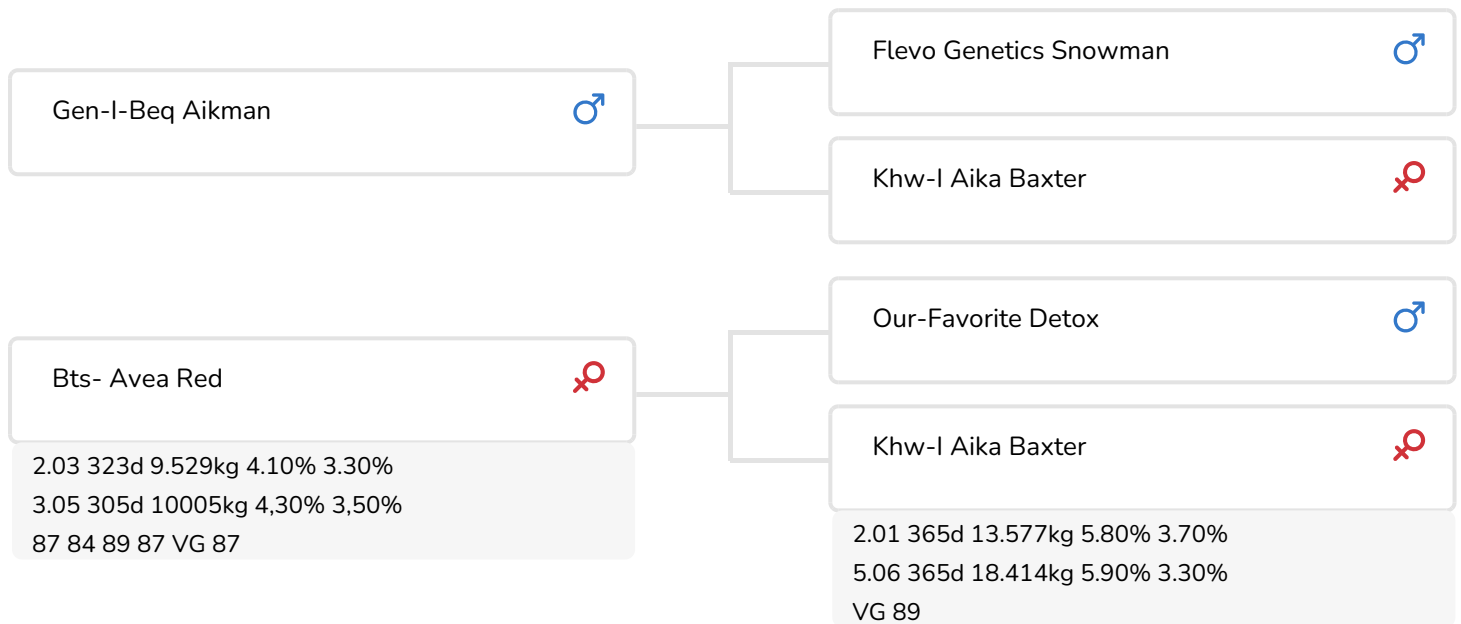 Flevo Genetics Snowman
Gen-I-Beq Aikman
Khw-I Aika Baxter
Our-Favorite Detox
Bts- Avea Red
2.03 323d 9.529kg 4.10% 3.30%
3.05 305d 10005kg 4,30% 3,50%
87 84 89 87 VG 87
Khw-I Aika Baxter
2.01 365d 13.577kg 5.80% 3.70%
5.06 365d 18.414kg 5.90% 3.30%
VG 89